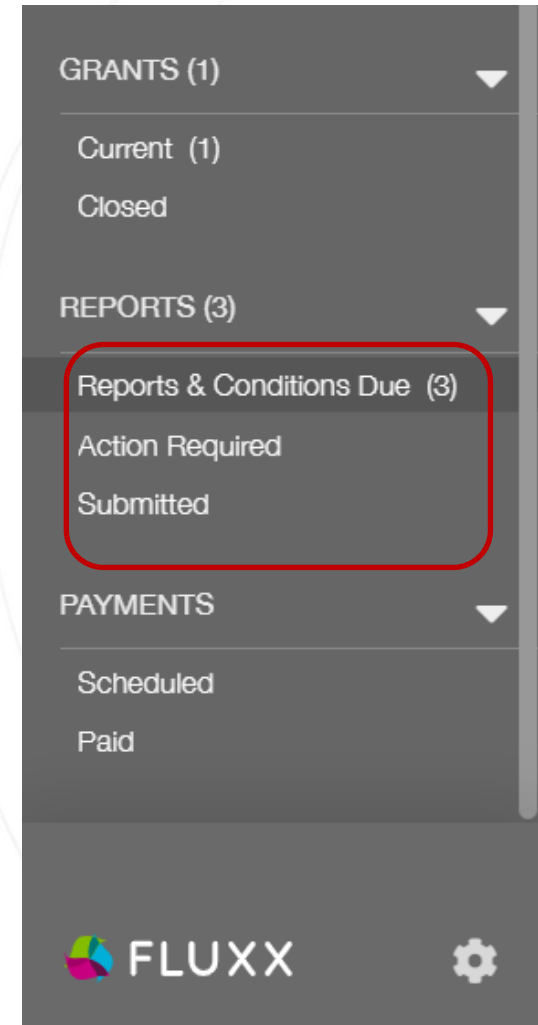 GRANTS (1)
Current (1)
Closed
REPORTS (3)
Reports & Conditions Due (3)
Action Required
Submitted
PAYMENTS
Scheduled
Paid
FLUXX